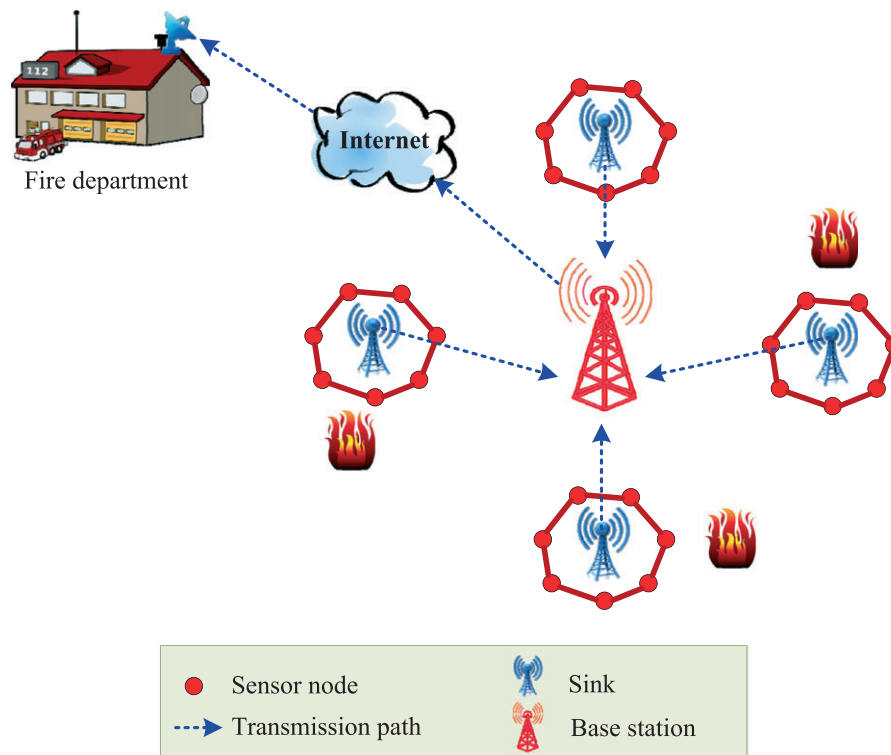 112
Internet
Fire department
Sensor node
Sink
Transmission path
Base station